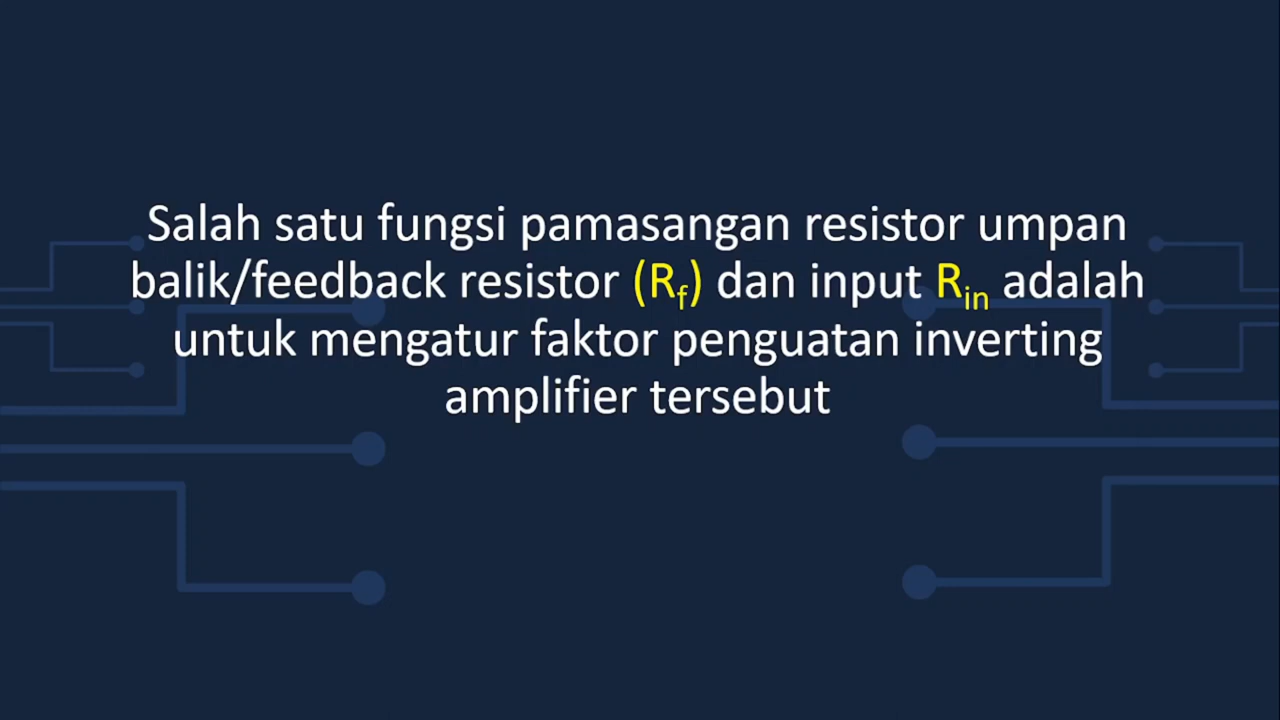 Salah satu fungsi pamasangan resistor umpan
balik/feedback resistor (Rf) dan input Rin adalah
untuk mengatur faktor penguatan inverting
amplifier tersebut